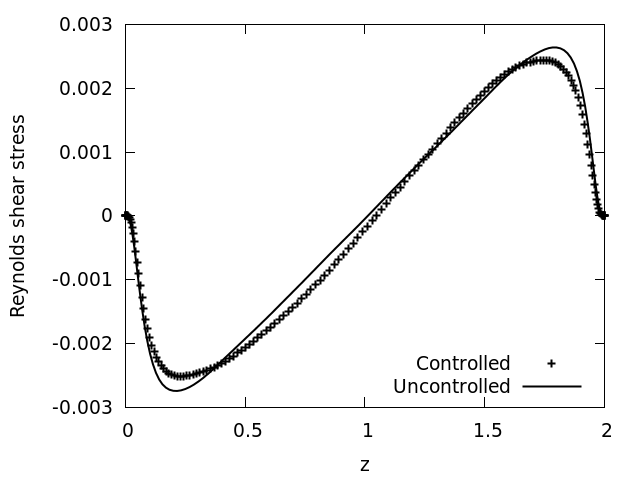 0.003
0.002
0.001
0
-0.001
-0.002
-0.003
Reynolds shear stress
Controlled
Uncontrolled
0 0.5 1 1.5 2
z